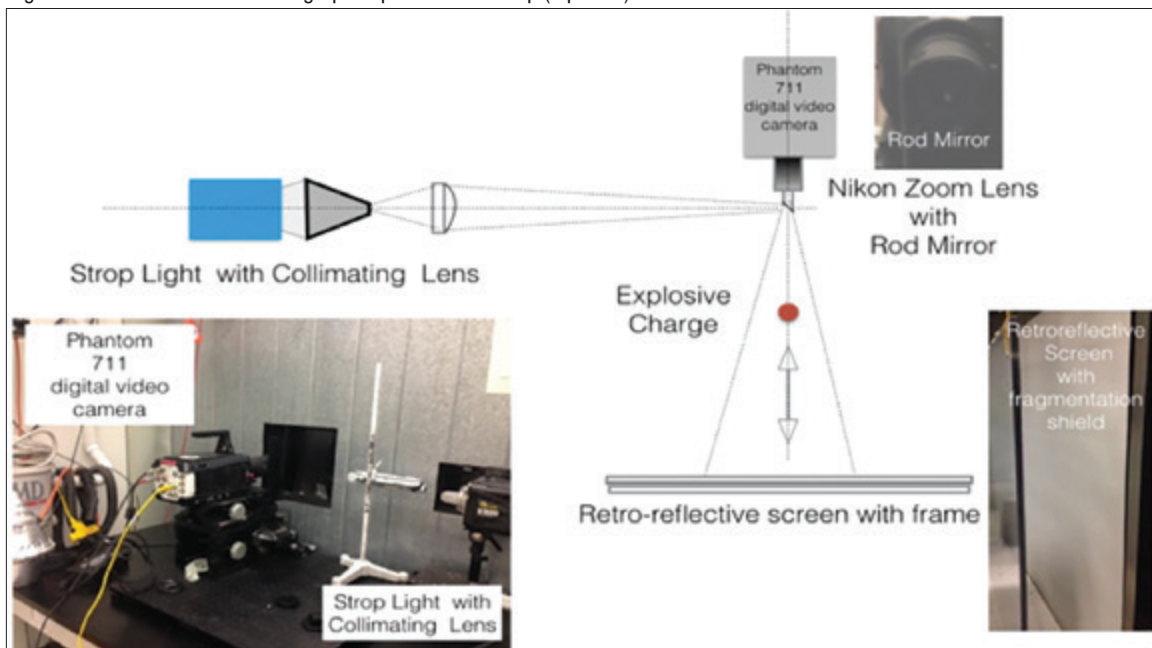 Phantom
711
digital video
camera
Rod Mirror
Nikon Zoom Lens
with
Rod Mirror
Strop Light with Collimating Lens
Explosive
Charge
Phantom
711
digital video
camera
Retroreflective
Screen
with
fragmentation
shield
Retro-reflective screen with frame
MD
Strop Light with
Collimating Lens